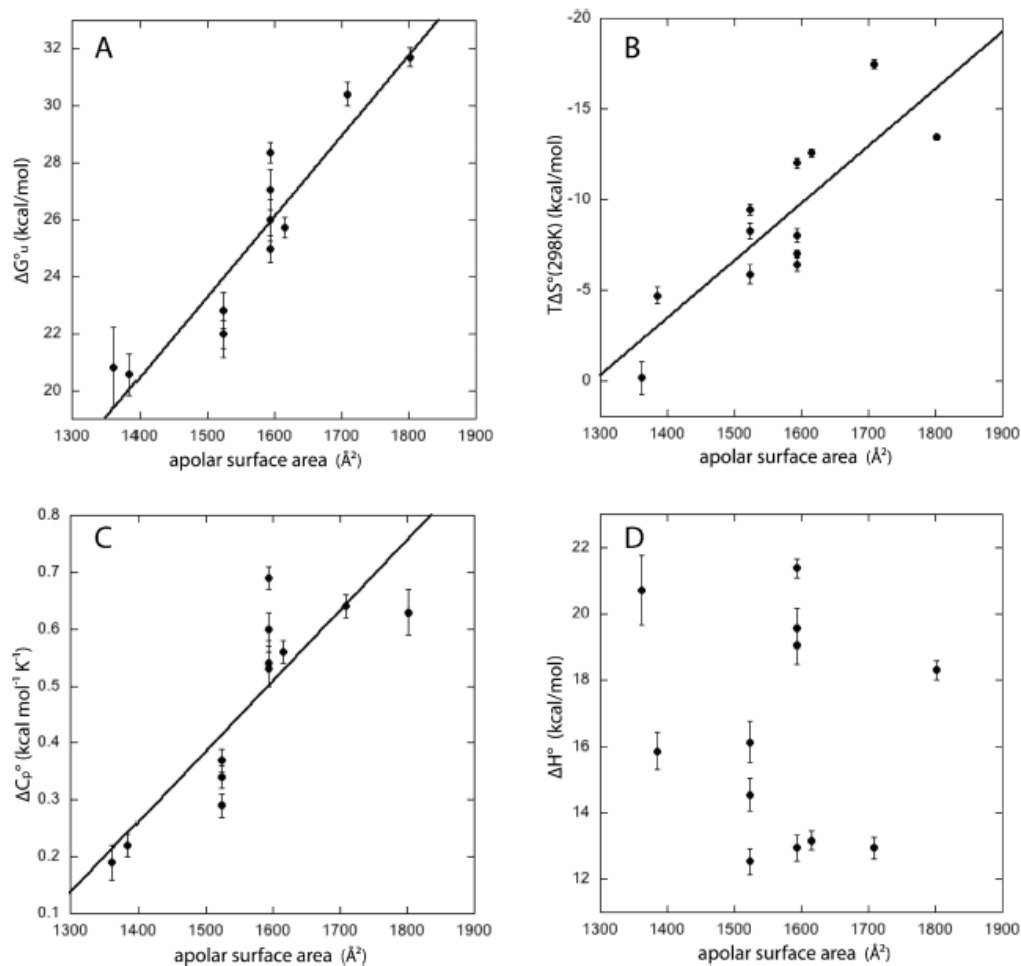 A
32
30
28
26
24
22
20
ΔG°u (kcal/mol)
1300 1400 1500 1600 1700 1800 1900
apolar surface area (Å²)
B
-20
-15
-10
-5
0
TΔS°(298K) (kcal/mol)
1300 1400 1500 1600 1700 1800 1900
apolar surface area (Å²)
C
0.8
0.7
0.6
0.5
0.4
0.3
0.2
0.1
ΔCp° (kcal mol⁻¹ K⁻¹)
1300 1400 1500 1600 1700 1800 1900
apolar surface area (Å²)
D
22
20
18
16
14
12
ΔH° (kcal/mol)
1300 1400 1500 1600 1700 1800 1900
apolar surface area (Å²)